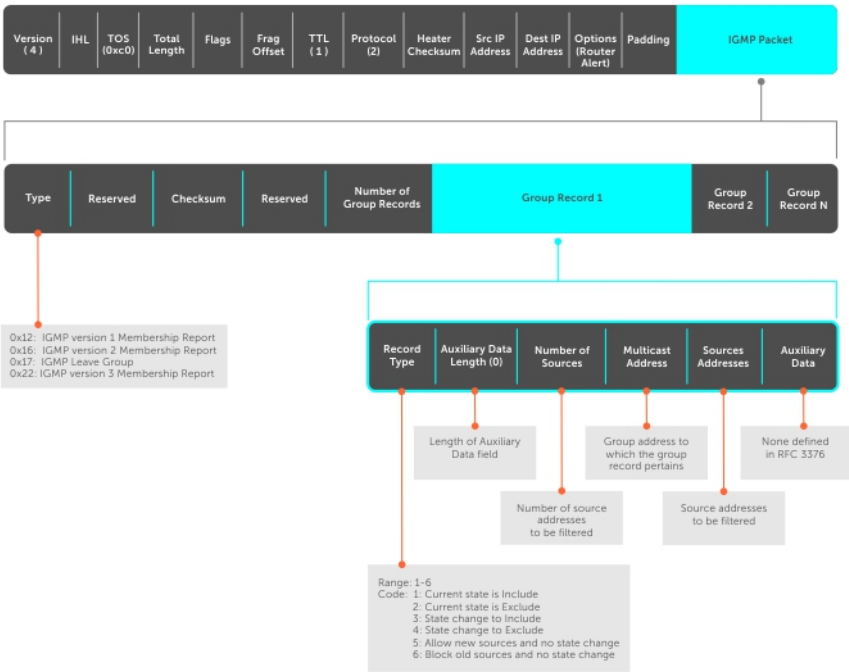 Version
( 4 )
IHL
TOS
(0xc0)
Total
Length
Flags
Frag
Offset
TTL
( 1 )
Protocol
(2)
Heater
Checksum
Src IP
Address
Dest IP
Address
Options
(Router
Alert)
Padding
IGMP Packet
Type
Reserved
Checksum
Reserved
Number of
Group Records
Group Record 1
Group
Record 2
Group
Record N
0x12: IGMP version 1 Membership Report
0x16: IGMP version 2 Membership Report
0x17: IGMP Leave Group
0x22: IGMP version 3 Membership Report
Record
Type
Auxiliary Data
Length (0)
Number of
Sources
Multicast
Address
Sources
Addresses
Auxiliary
Data
Length of Auxiliary
Data field
Group address to
which the group
record pertains
None defined
in RFC 3376
Number of source
addresses
to be filtered
Source addresses
to be filtered
Range: 1-6
Code: 1: Current state is Include
2: Current state is Exclude
3: State change to Include
4: State change to Exclude
5: Allow new sources and no state change
6: Block old sources and no state change